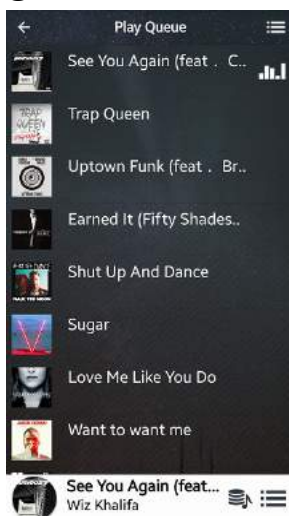 Play Queue
See You Again (feat . C..
Trap Queen
Uptown Funk (feat . Br..
Earned It (Fifty Shades..
Shut Up And Dance
Sugar
Love Me Like You Do
Want to want me
See You Again (feat...
Wiz Khalifa